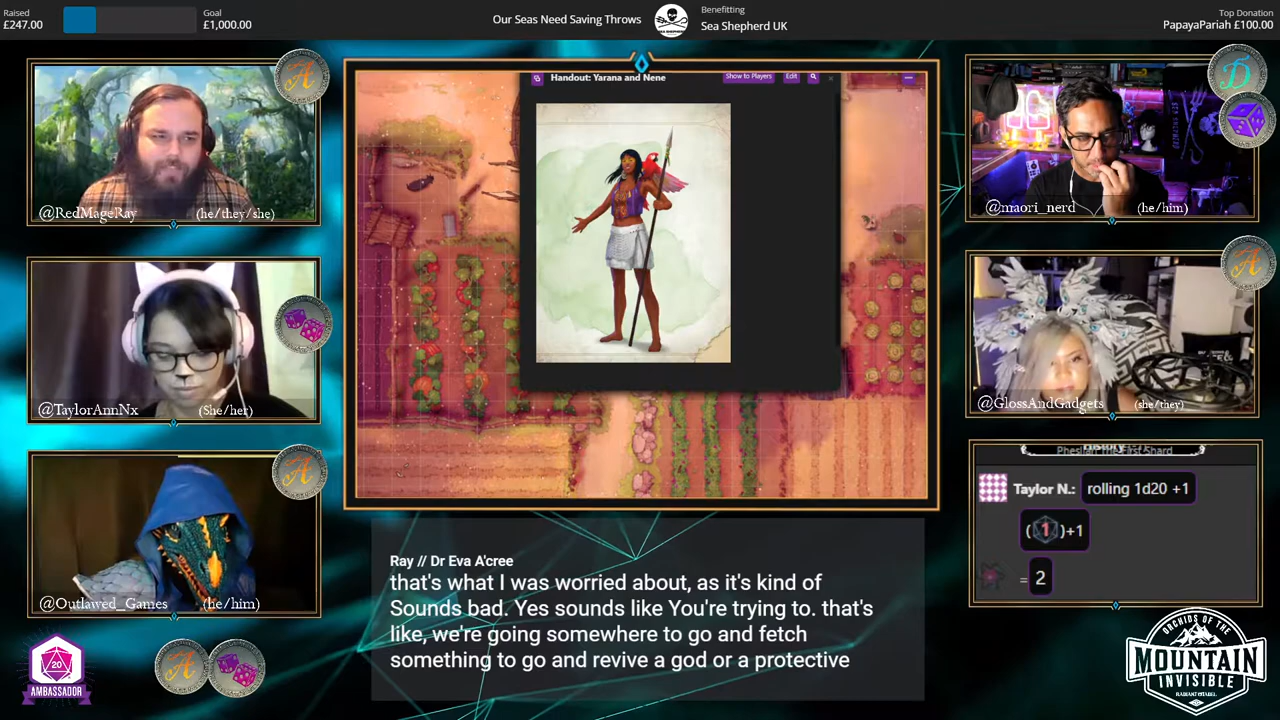 Raised
£247.00
Goal
£1,000.00
Our Seas Need Saving Throws
SEA SHEPHERD
Benefitting
Sea Shepherd UK
Top Donation
PapayaPariah £100.00
@RedMageRay
(he/they/she)
Handout: Yarana and Nene
Show to Players
Edit
@maori_nerd
(he/him)
@TaylorAnnNx
(She/her)
@GlossAndGadgets
(she/they)
@Outlawed_Games
(he/him)
History
Taylor N.:
rolling 1d20 +1
(1)+1
= 2
Ray // Dr Eva A'cree
that's what I was worried about, as it's kind of
Sounds bad. Yes sounds like You're trying to. that's
like, we're going somewhere to go and fetch
something to go and revive a god or a protective
20
AMBASSADOR
ORCHIDS OF THE
MOUNTAIN
INVISIBLE
RADIANT CITADEL